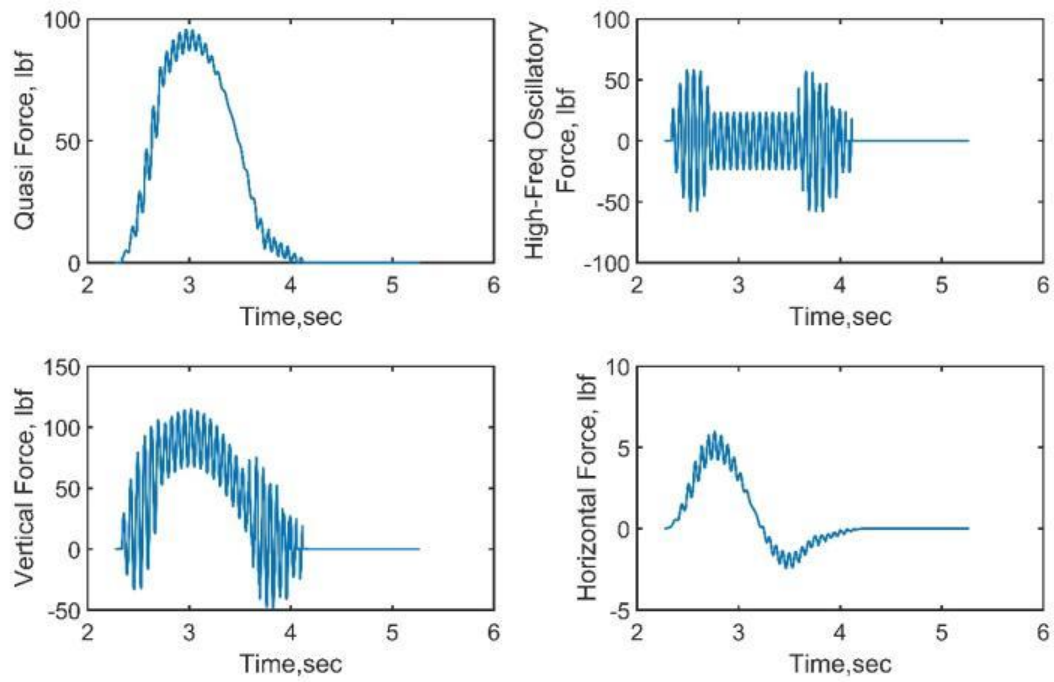 Quasi Force, lbf
100
50
0
2 3 4 5 6
Time,sec
High-Freq Oscillatory
Force, lbf
100
50
0
-50
-100
2 3 4 5 6
Time,sec
Vertical Force, lbf
150
100
50
0
-50
2 3 4 5 6
Time,sec
Horizontal Force, lbf
10
5
0
-5
2 3 4 5 6
Time,sec